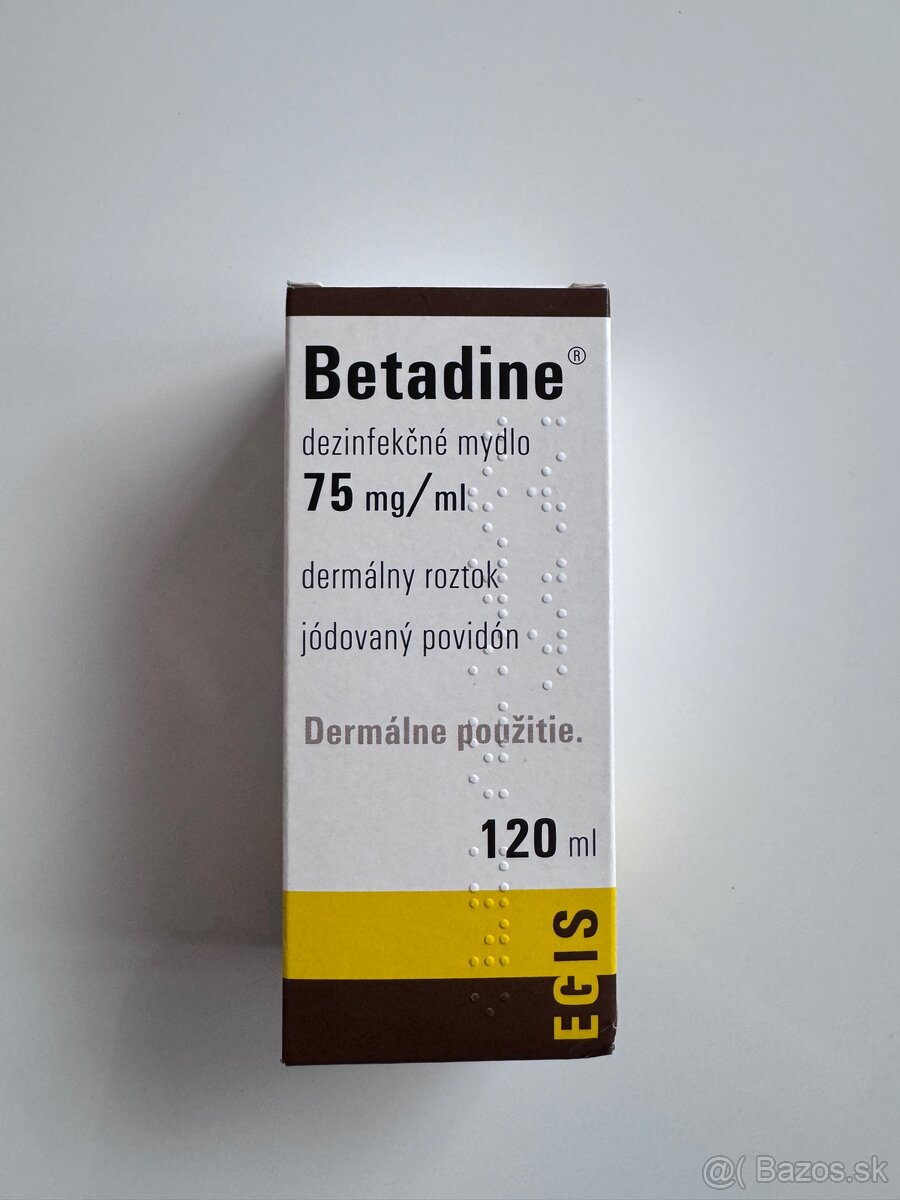 Betadine®
dezinfekčné mydlo
75 mg/ml
dermálny roztok
jódovaný povidón
Dermálne použitie.
120 ml
EGIS
@( Bazos.sk